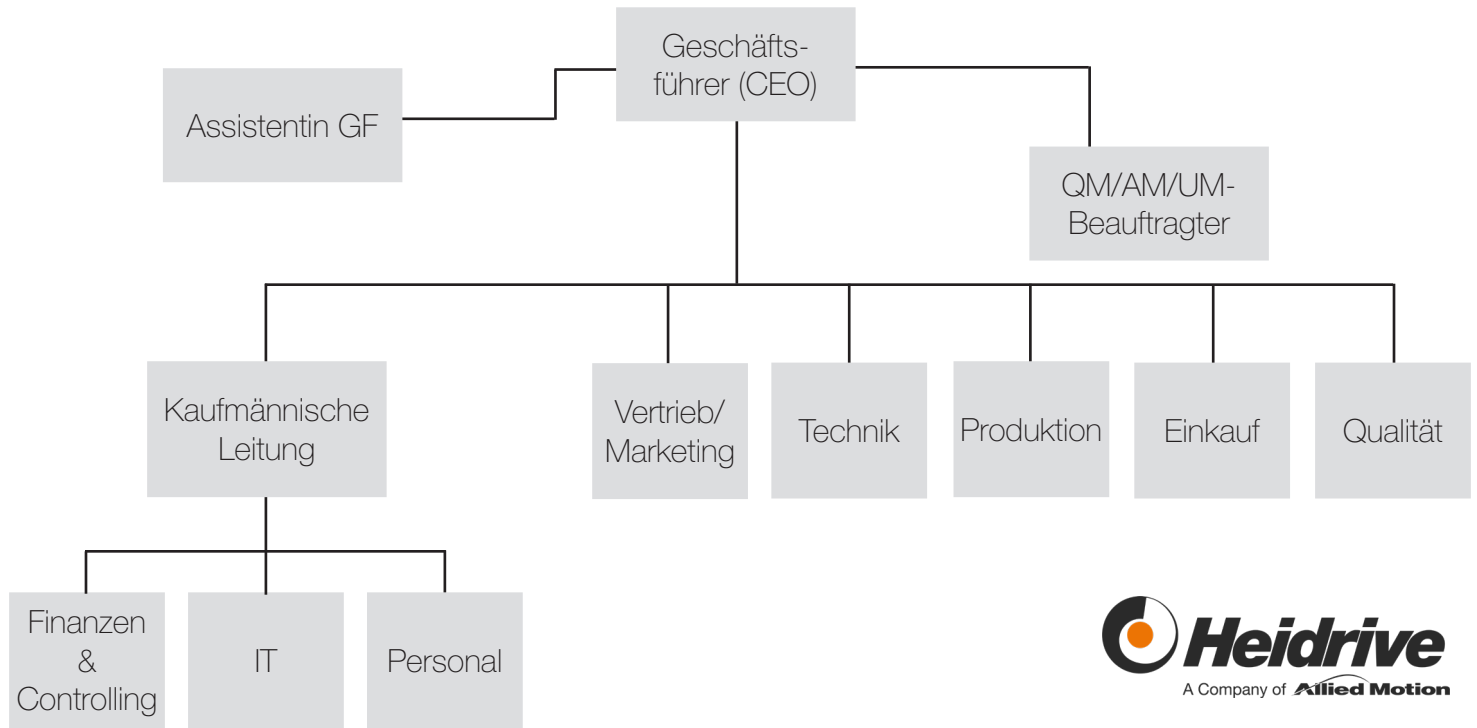 Geschäfts-
führer (CEO)
Assistentin GF
QM/AM/UM-
Beauftragter
Kaufmännische
Leitung
Vertrieb/
Marketing
Technik
Produktion
Einkauf
Qualität
Finanzen
&
Controlling
IT
Personal
Heidrive
A Company of Allied Motion